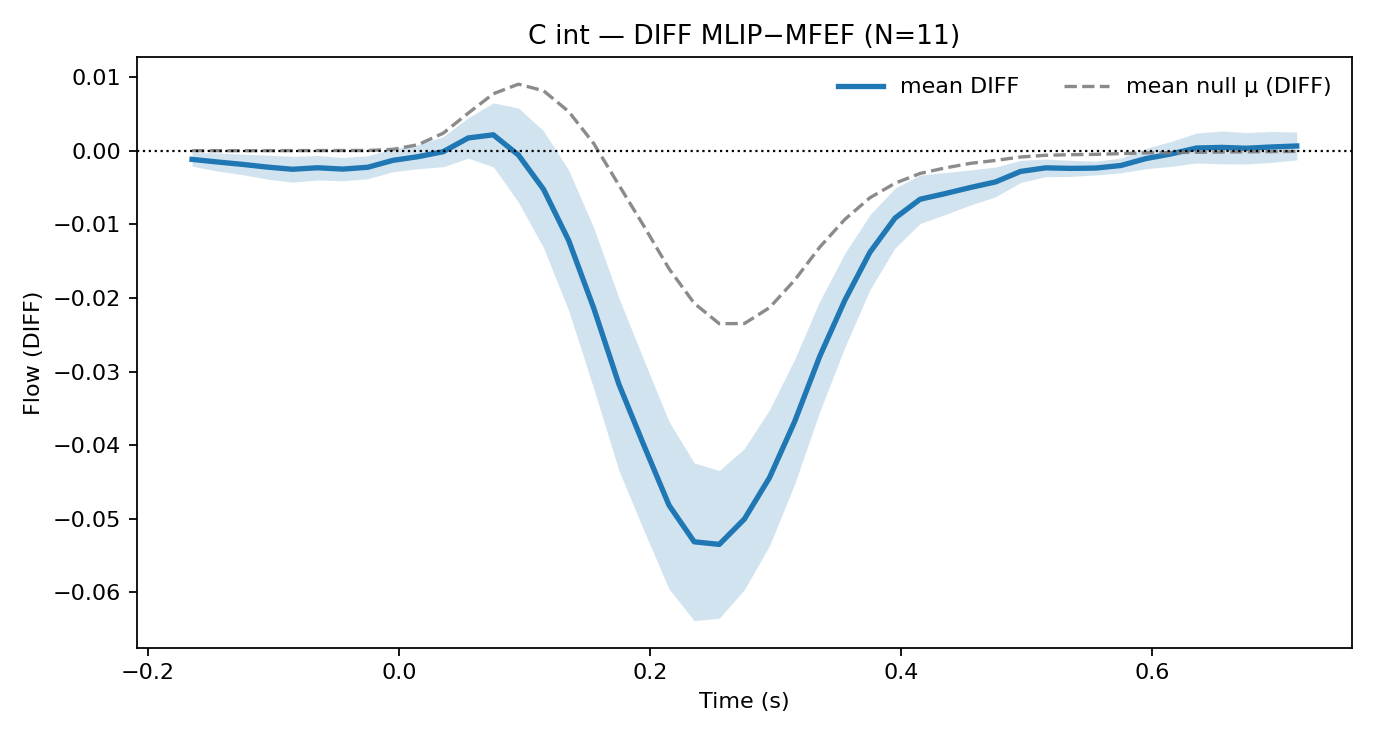 C int — DIFF MLIP−MFEF (N=11)
mean DIFF
mean null μ (DIFF)
0.01
0.00
−0.01
−0.02
−0.03
−0.04
−0.05
−0.06
Flow (DIFF)
−0.2
0.0
0.2
0.4
0.6
Time (s)